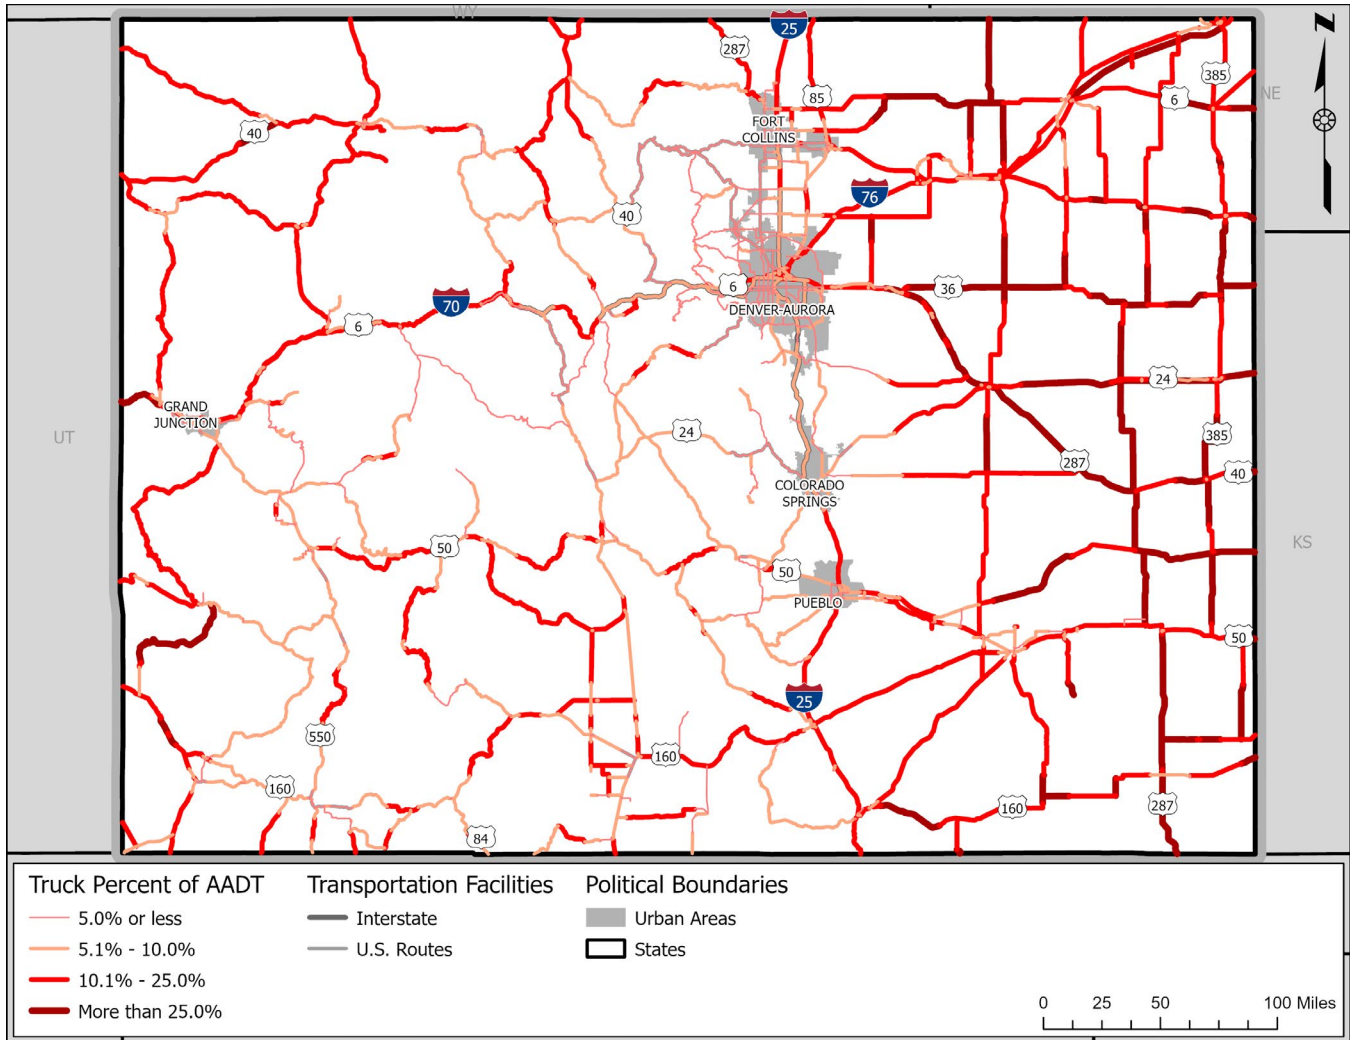 WY
25
287
N
385
85
6
NE
40
FORT
COLLINS
76
40
6
36
70
DENVER-AURORA
6
24
GRAND
JUNCTION
UT
24
385
287
40
COLORADO
SPRINGS
KS
50
50
PUEBLO
50
25
550
160
160
160
287
84
Truck Percent of AADT
5.0% or less
5.1% - 10.0%
10.1% - 25.0%
More than 25.0%
Transportation Facilities
Interstate
U.S. Routes
Political Boundaries
Urban Areas
States
0 25 50 100 Miles